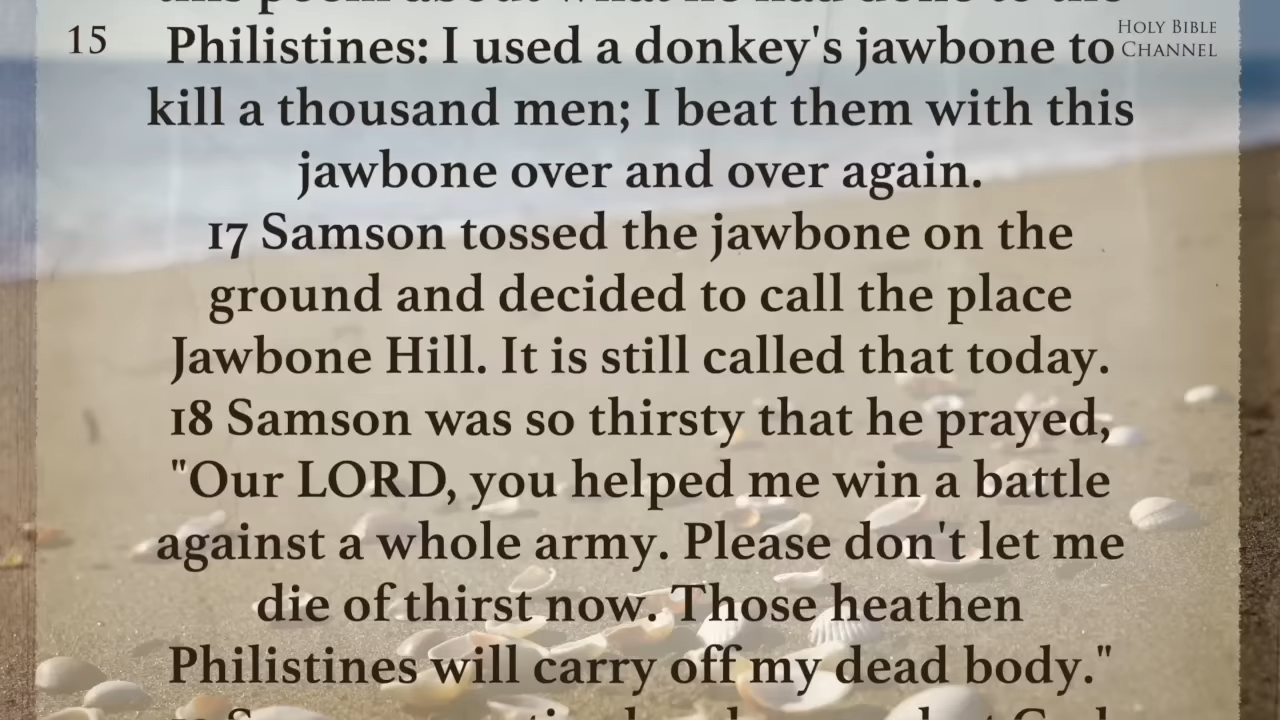 15
HOLY BIBLE
CHANNEL
Philistines: I used a donkey's jawbone to
kill a thousand men; I beat them with this
jawbone over and over again.
17 Samson tossed the jawbone on the
ground and decided to call the place
Jawbone Hill. It is still called that today.
18 Samson was so thirsty that he prayed,
"Our LORD, you helped me win a battle
against a whole army. Please don't let me
die of thirst now. Those heathen
Philistines will carry off my dead body."